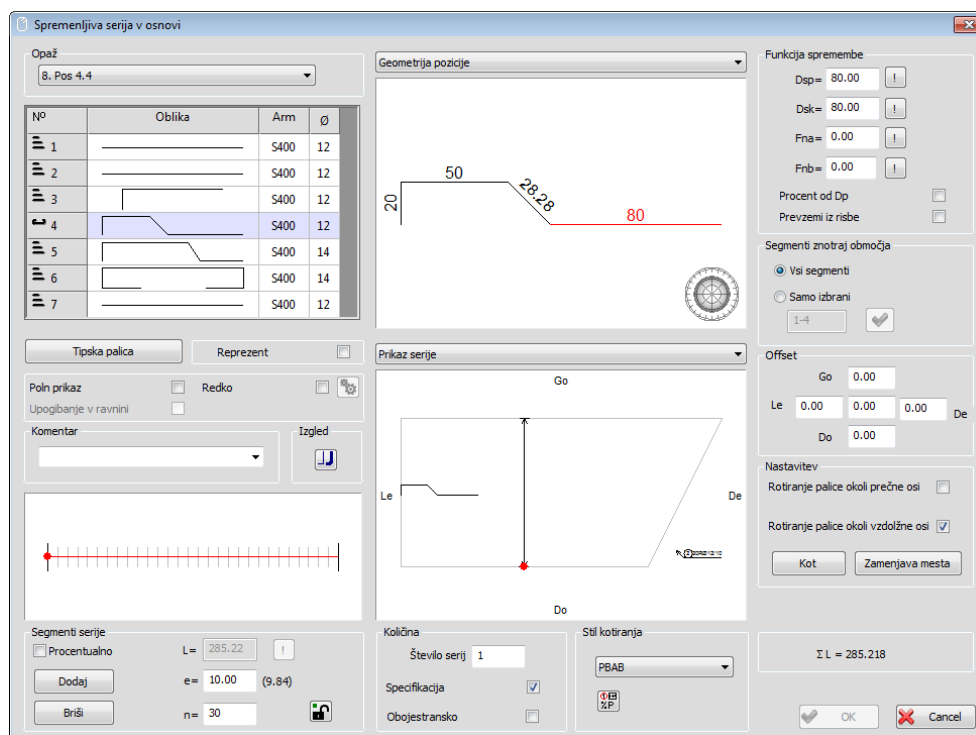 Spremenljiva serija v osnovi
Opaž
8. Pos 4.4
Nº Oblika Arm Ø
1 S400 12
2 S400 12
3 S400 12
4 S400 12
5 S400 14
6 S400 14
7 S400 12
Tipska palica
Reprezent
Poln prikaz
Redko
Upogibanje v ravnini
Komentar
Izgled
Segmenti serije
Procentualno
L= 285.22 !
Dodaj
e= 10.00 (9.84)
Briši
n= 30
Geometrija pozicije
20
50
28.28
80
Prikaz serije
Go
Le
De
Do
Količina
Število serij 1
Specifikacija
Obojestransko
Stil kotiranja
PBAB
%P
Funkcija spremembe
Dsp= 80.00 !
Dsk= 80.00 !
Fna= 0.00 !
Fnb= 0.00 !
Procent od Dp
Prevzemi iz risbe
Segmenti znotraj območja
Vsi segmenti
Samo izbrani
1-4
Offset
Go 0.00
Le 0.00 0.00 0.00 De
Do 0.00
Nastavitev
Rotiranje palice okoli prečne osi
Rotiranje palice okoli vzdolžne osi
Kot
Zamenjava mesta
Σ L = 285.218
OK
Cancel